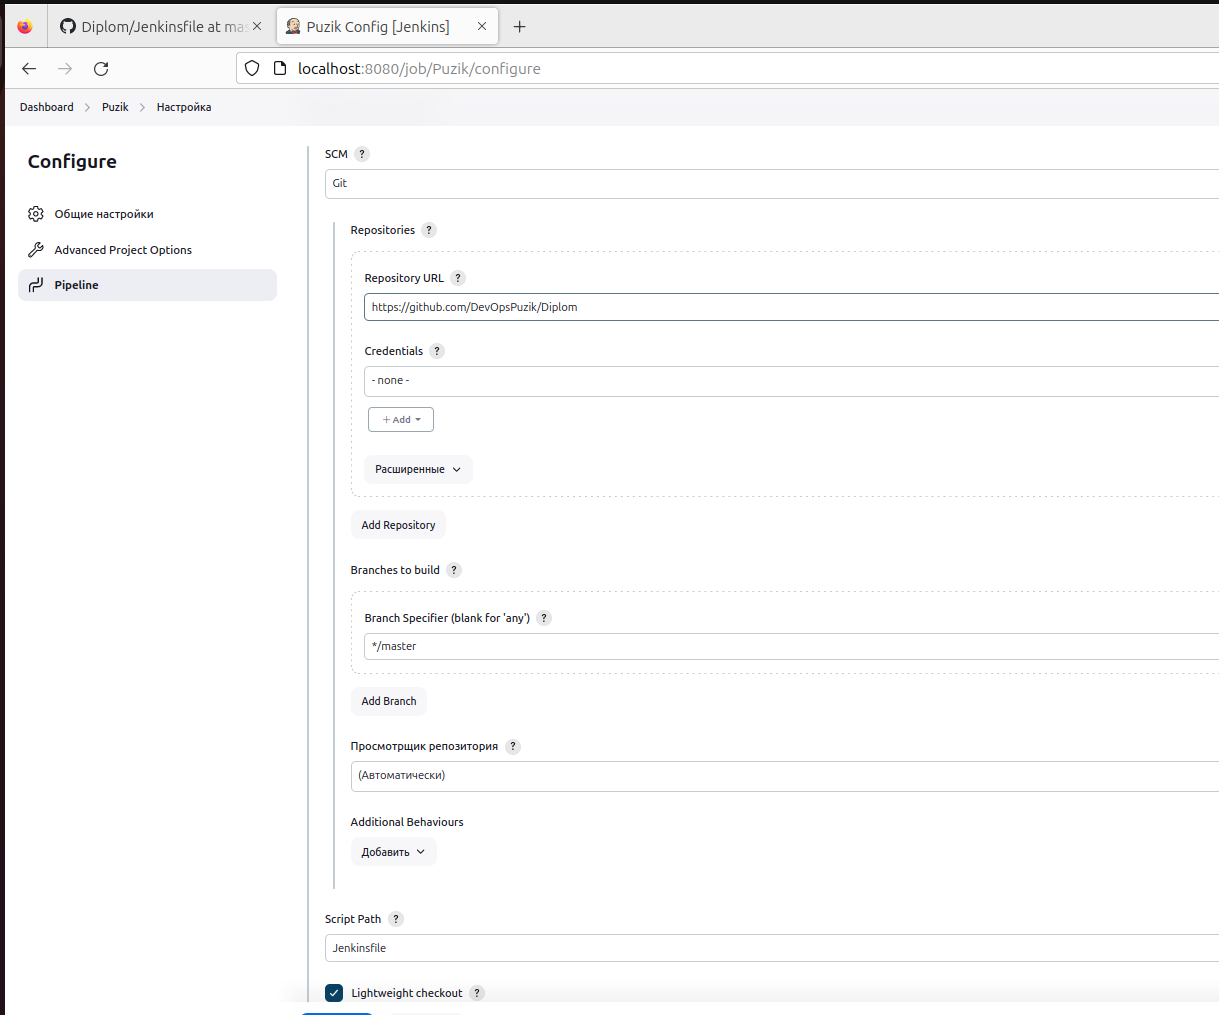 Diplom/Jenkinsfile at mas
Puzik Config [Jenkins]
localhost:8080/job/Puzik/configure
Dashboard
Puzik
Настройка
Configure
Общие настройки
Advanced Project Options
Pipeline
SCM ?
Git
Repositories ?
Repository URL ?
https://github.com/DevOpsPuzik/Diplom
Credentials ?
- none -
+ Add
Расширенные
Add Repository
Branches to build ?
Branch Specifier (blank for 'any') ?
*/master
Add Branch
Просмотрщик репозитория ?
(Автоматически)
Additional Behaviours
Добавить
Script Path ?
Jenkinsfile
Lightweight checkout ?